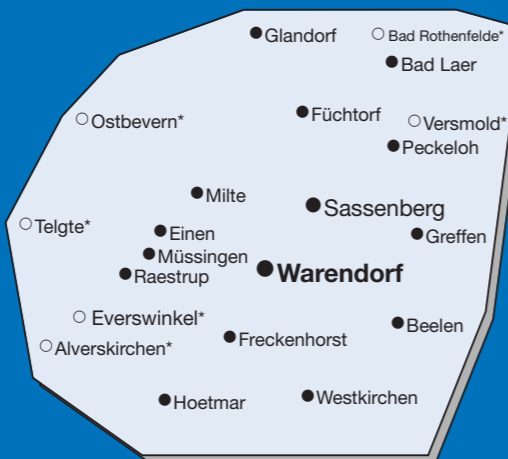 Glandorf
Bad Rothenfelde*
Bad Laer
Füchtorf
Ostbevern*
Versmold*
Peckeloh
Milte
Sassenberg
Telgte*
Einen
Greffen
Müssingen
Raestrup
Warendorf
Everswinkel*
Beelen
Freckenhorst
Alverskirchen*
Westkirchen
Hoetmar